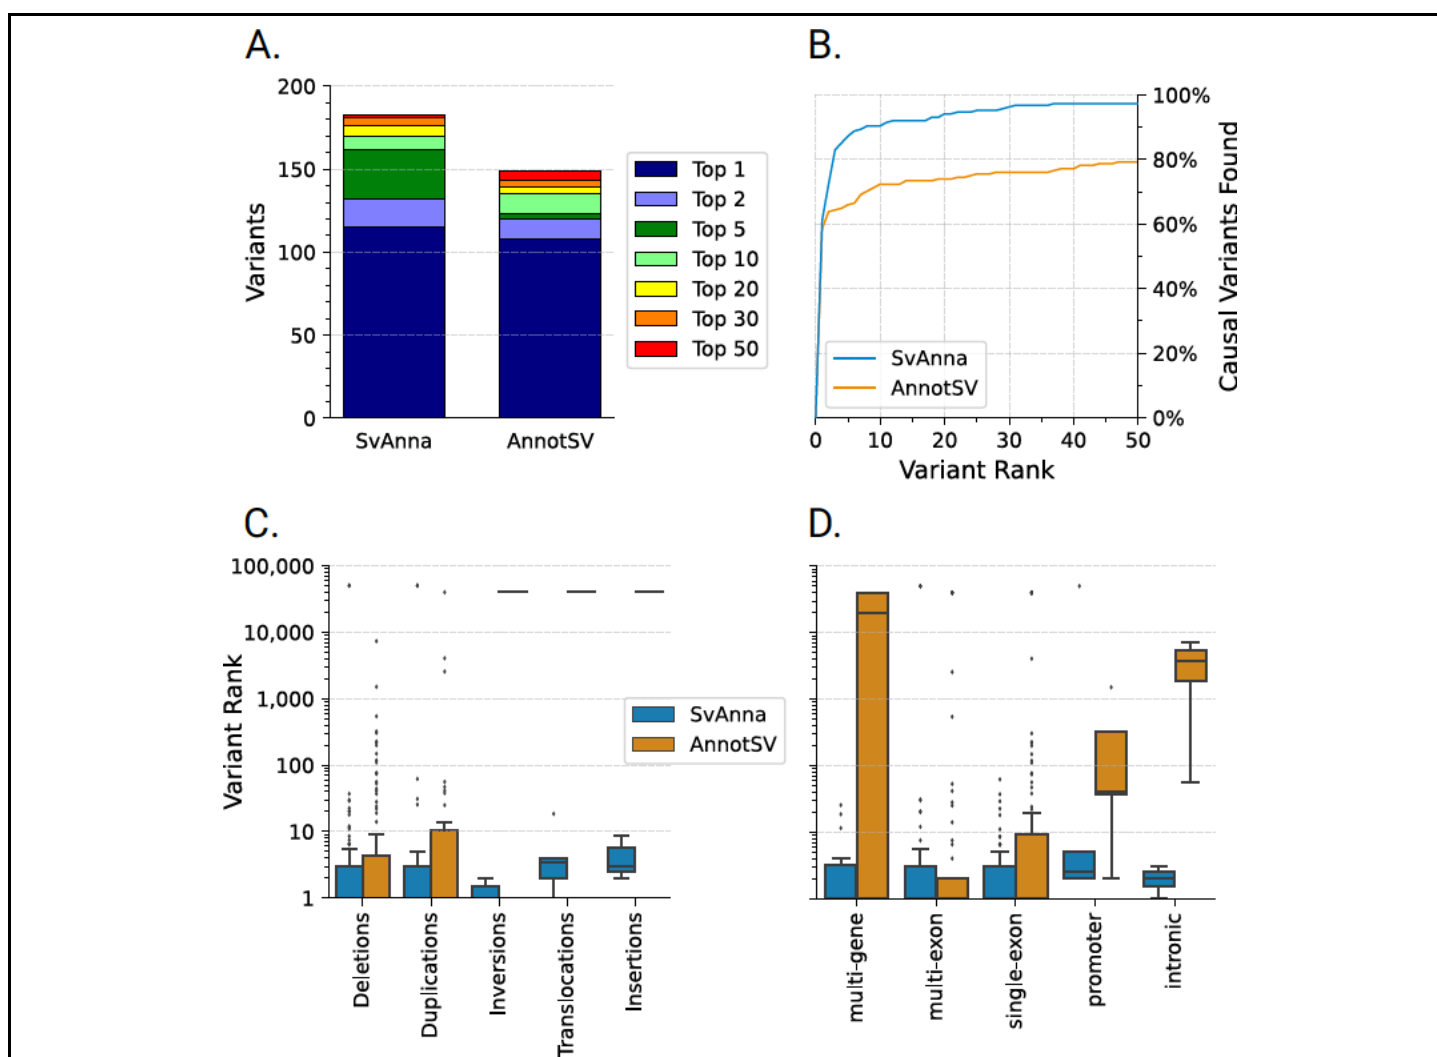 A.
200
150
100
50
0
Variants
SvAnna
AnnotSV
Top 1
Top 2
Top 5
Top 10
Top 20
Top 30
Top 50
B.
100%
80%
60%
40%
20%
0%
Causal Variants Found
SvAnna
AnnotSV
0 10 20 30 40 50
Variant Rank
C.
100,000
10,000
1,000
100
10
1
Variant Rank
SvAnna
AnnotSV
Deletions
Duplications
Inversions
Translocations
Insertions
D.
multi-gene
multi-exon
single-exon
promoter
intronic